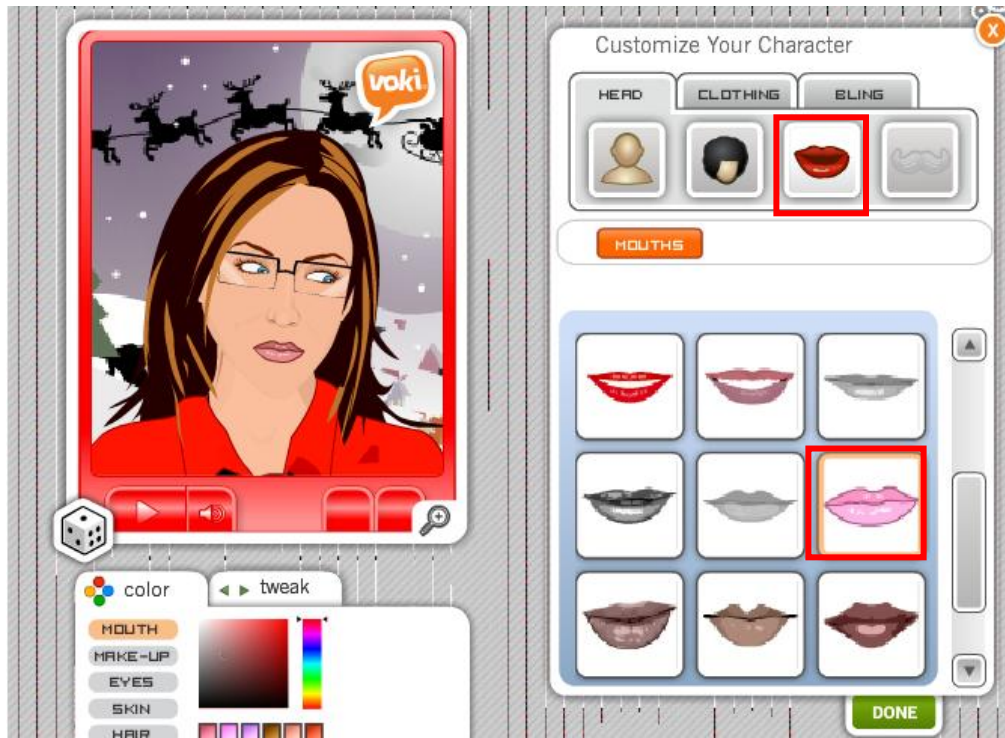 voki
Customize Your Character
X
HEAD
CLOTHING
BLING
MOUTHS
color
tweak
MOUTH
MAKE-UP
EYES
SKIN
HAIR
DONE